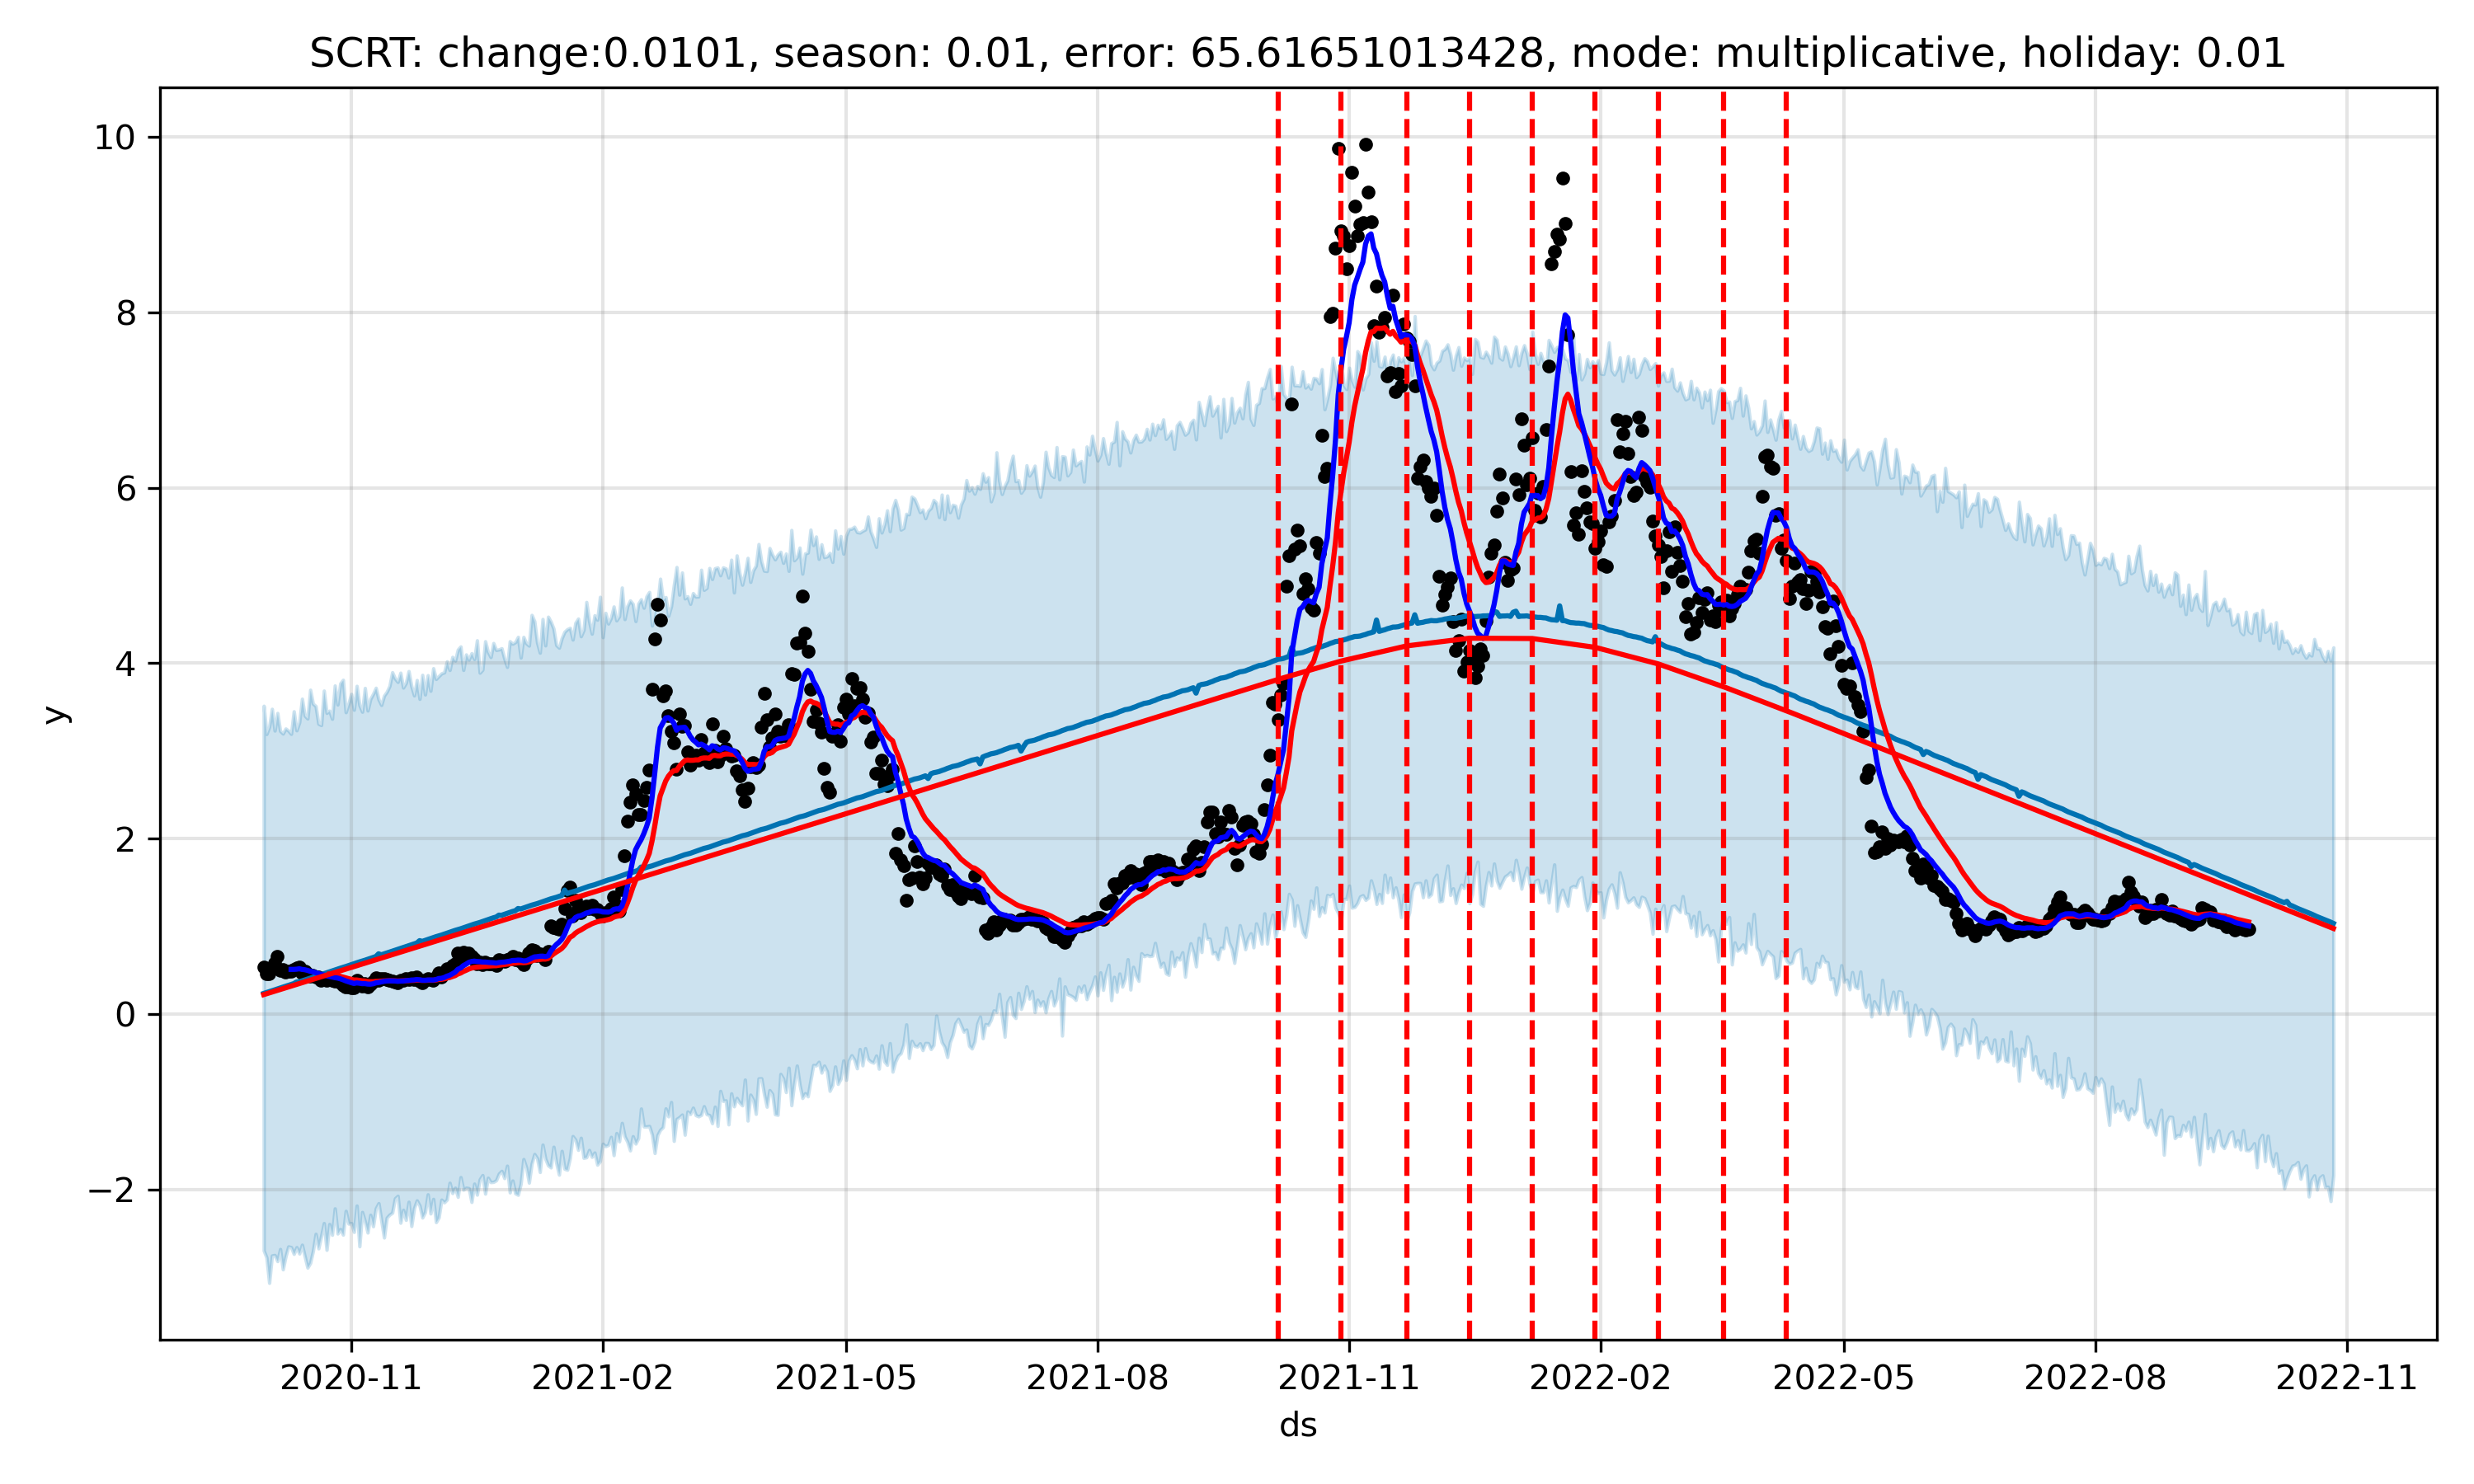 SCRT: change:0.0101, season: 0.01, error: 65.61651013428, mode: multiplicative, holiday: 0.01
10
8
6
4
2
0
−2
y
2020-11 2021-02 2021-05 2021-08 2021-11 2022-02 2022-05 2022-08 2022-11
ds